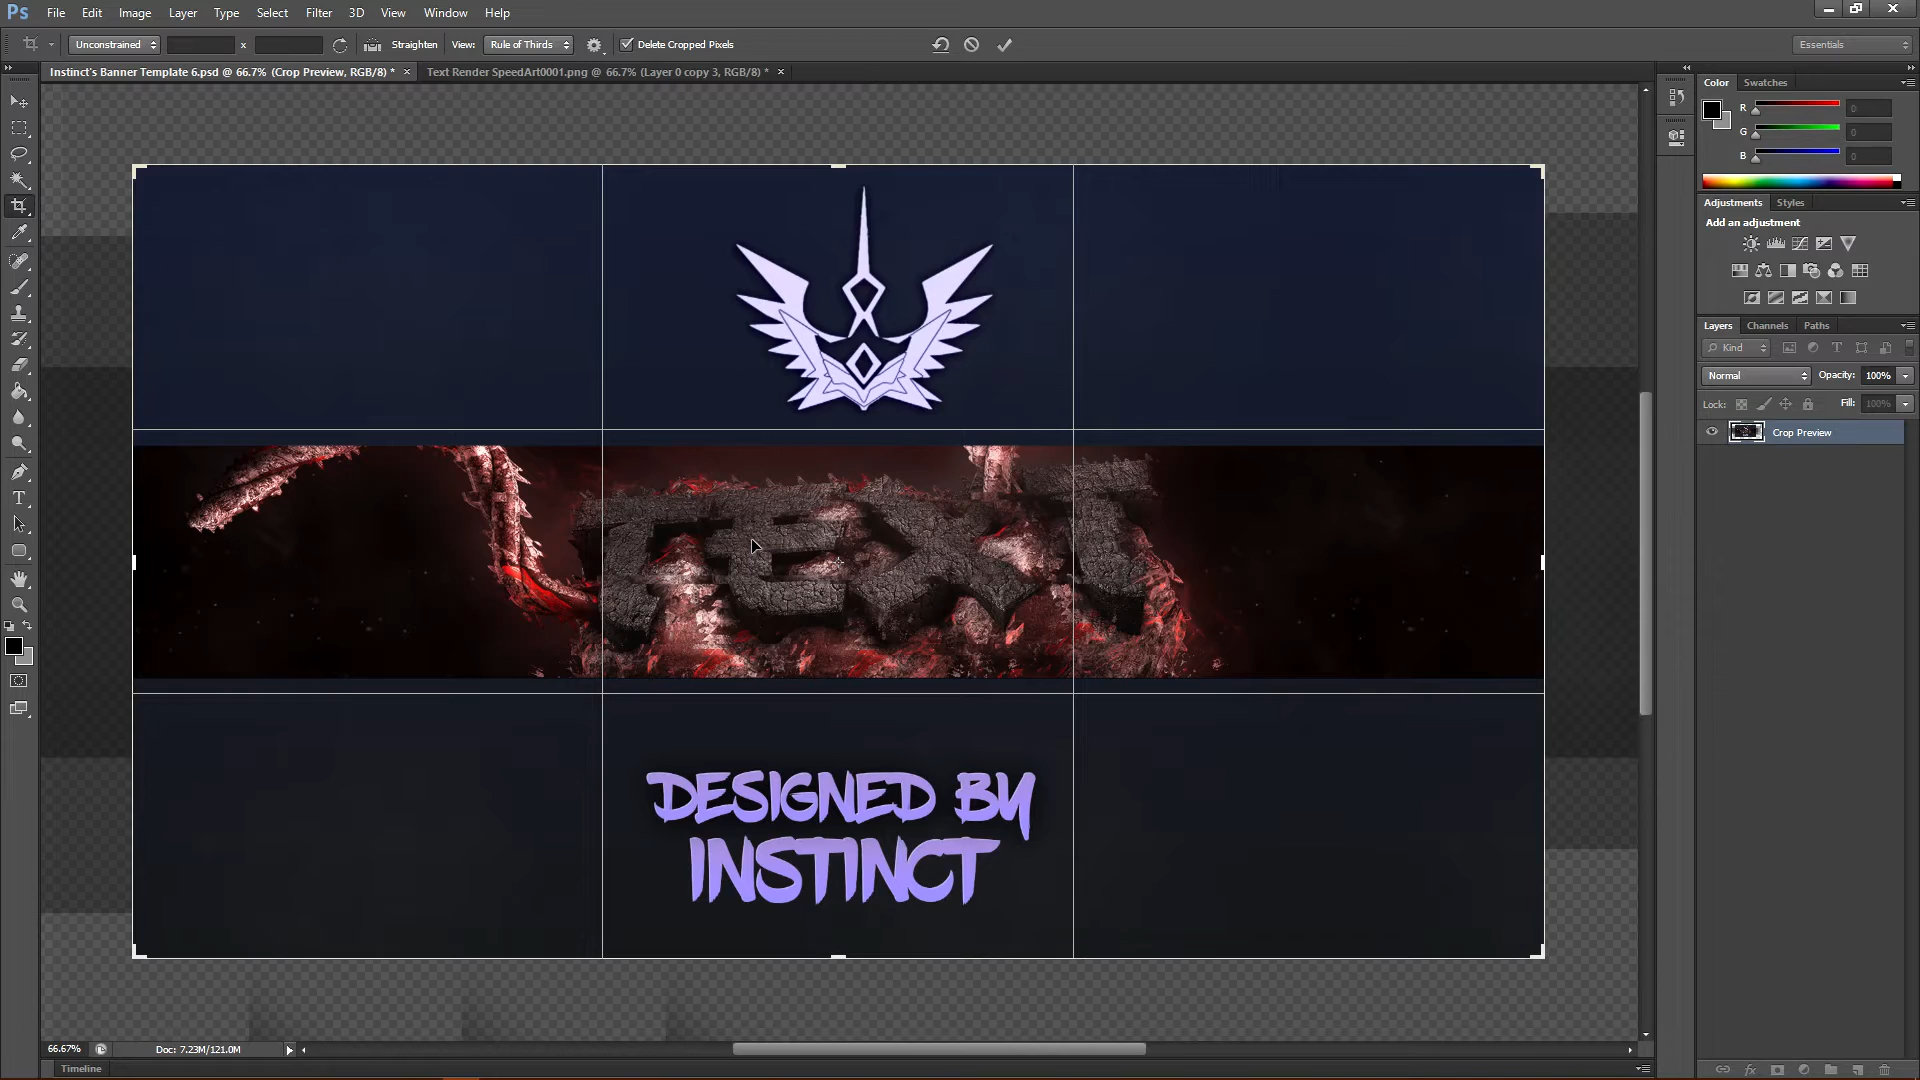 Ps File Edit Image Layer Type Select Filter 3D View Window Help
Unconstrained x Straighten View: Rule of Thirds Delete Cropped Pixels Essentials
Instinct's Banner Template 6.psd @ 66.7% (Crop Preview, RGB/8) * × Text Render SpeedArt0001.png @ 66.7% (Layer 0 copy 3, RGB/8) * ×
Color Swatches
R 0
G 0
B 0
Adjustments Styles
Add an adjustment
Layers Channels Paths
Kind
Normal Opacity: 100%
Lock: Fill: 100%
Crop Preview
TEXT
DESIGNED BY
INSTINCT
66.67% Doc: 7.23M/121.0M
Timeline